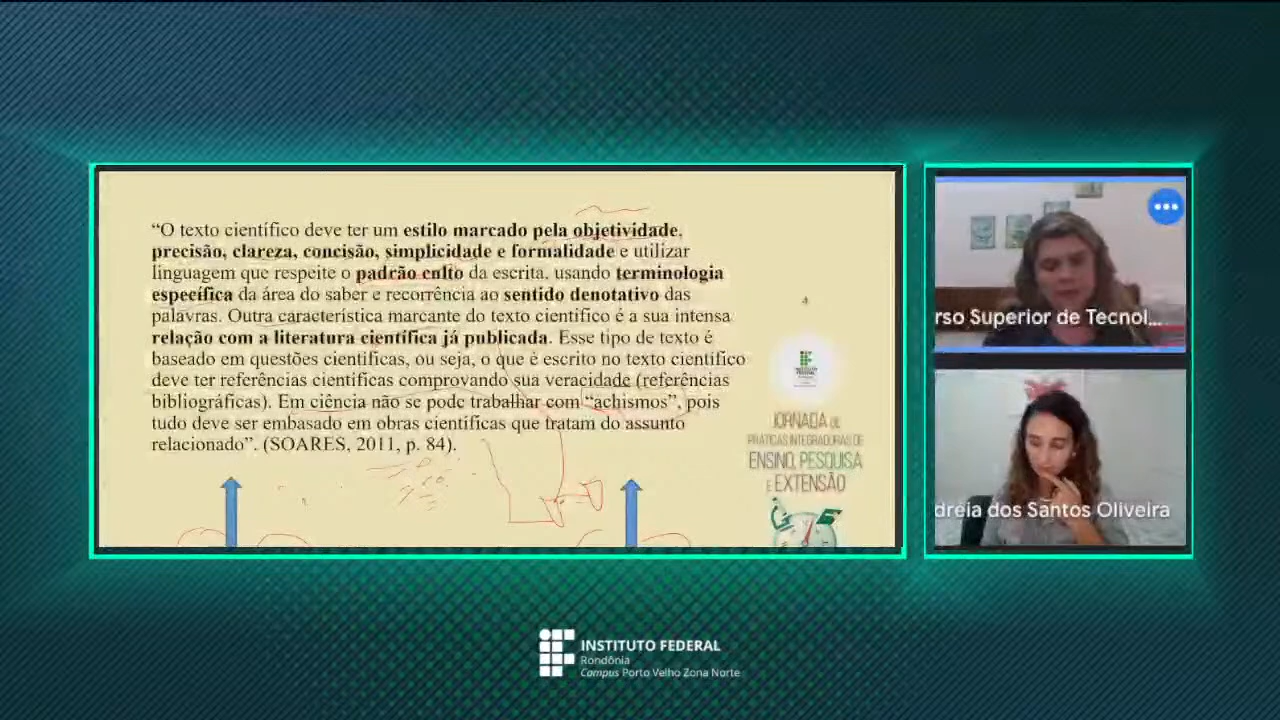 “O texto científico deve ter um estilo marcado pela objetividade,
precisão, clareza, concisão, simplicidade e formalidade e utilizar
linguagem que respeite o padrão culto da escrita, usando terminologia
específica da área do saber e recorrência ao sentido denotativo das
palavras. Outra característica marcante do texto científico é a sua intensa
relação com a literatura científica já publicada. Esse tipo de texto é
baseado em questões científicas, ou seja, o que é escrito no texto científico
deve ter referências científicas comprovando sua veracidade (referências
bibliográficas). Em ciência não se pode trabalhar com “achismos”, pois
tudo deve ser embasado em obras científicas que tratam do assunto
relacionado”. (SOARES, 2011, p. 84).
4
INSTITUTO
FEDERAL
JORNADA DE
PRÁTICAS INTEGRADORAS DE
ENSINO, PESQUISA
E EXTENSÃO
rso Superior de Tecnol...
dréia dos Santos Oliveira
INSTITUTO FEDERAL
Rondônia
Campus Porto Velho Zona Norte